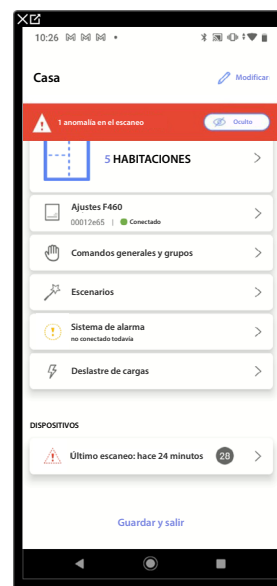 10:26
Casa
Modificar
1 anomalía en el escaneo
Oculto
5 HABITACIONES
Ajustes F460
00012e65 | Conectado
Comandos generales y grupos
Escenarios
Sistema de alarma
no conectado todavía
Deslastre de cargas
DISPOSITIVOS
Último escaneo: hace 24 minutos 28
Guardar y salir